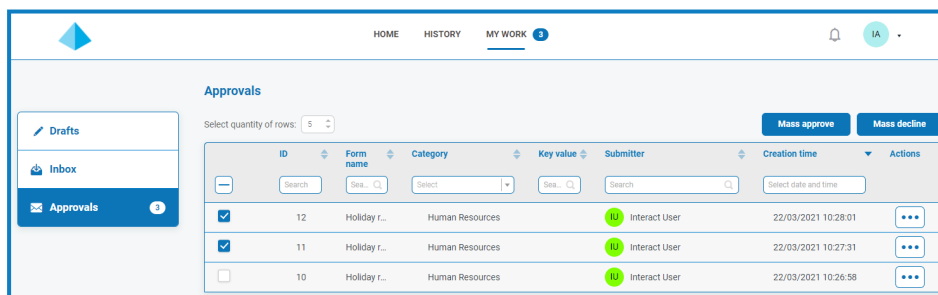 HOME HISTORY MY WORK 3 IA
Approvals
Select quantity of rows: 5 Mass approve Mass decline
Drafts
Inbox
Approvals 3
ID Form name Category Key value Submitter Creation time Actions
Search Sea... Select Sea... Search Select date and time
12 Holiday r... Human Resources IU Interact User 22/03/2021 10:28:01
11 Holiday r... Human Resources IU Interact User 22/03/2021 10:27:31
10 Holiday r... Human Resources IU Interact User 22/03/2021 10:26:58